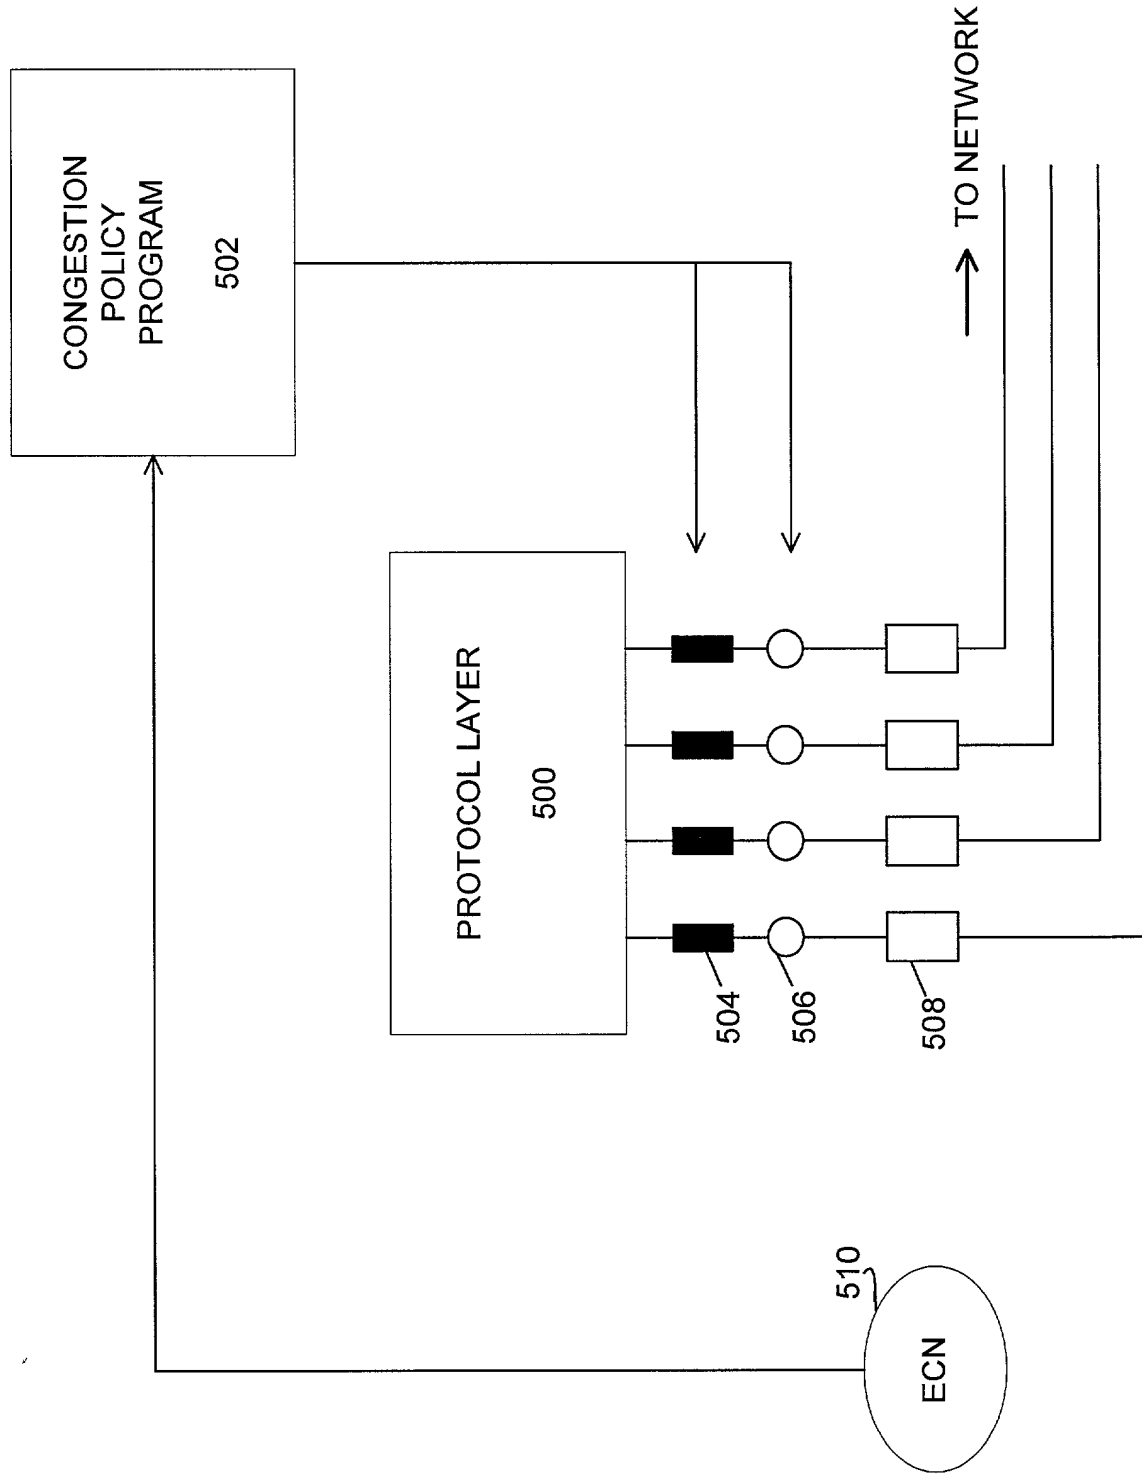 CONGESTION
POLICY
PROGRAM
502
PROTOCOL LAYER
500
504
506
508
TO NETWORK
510
ECN